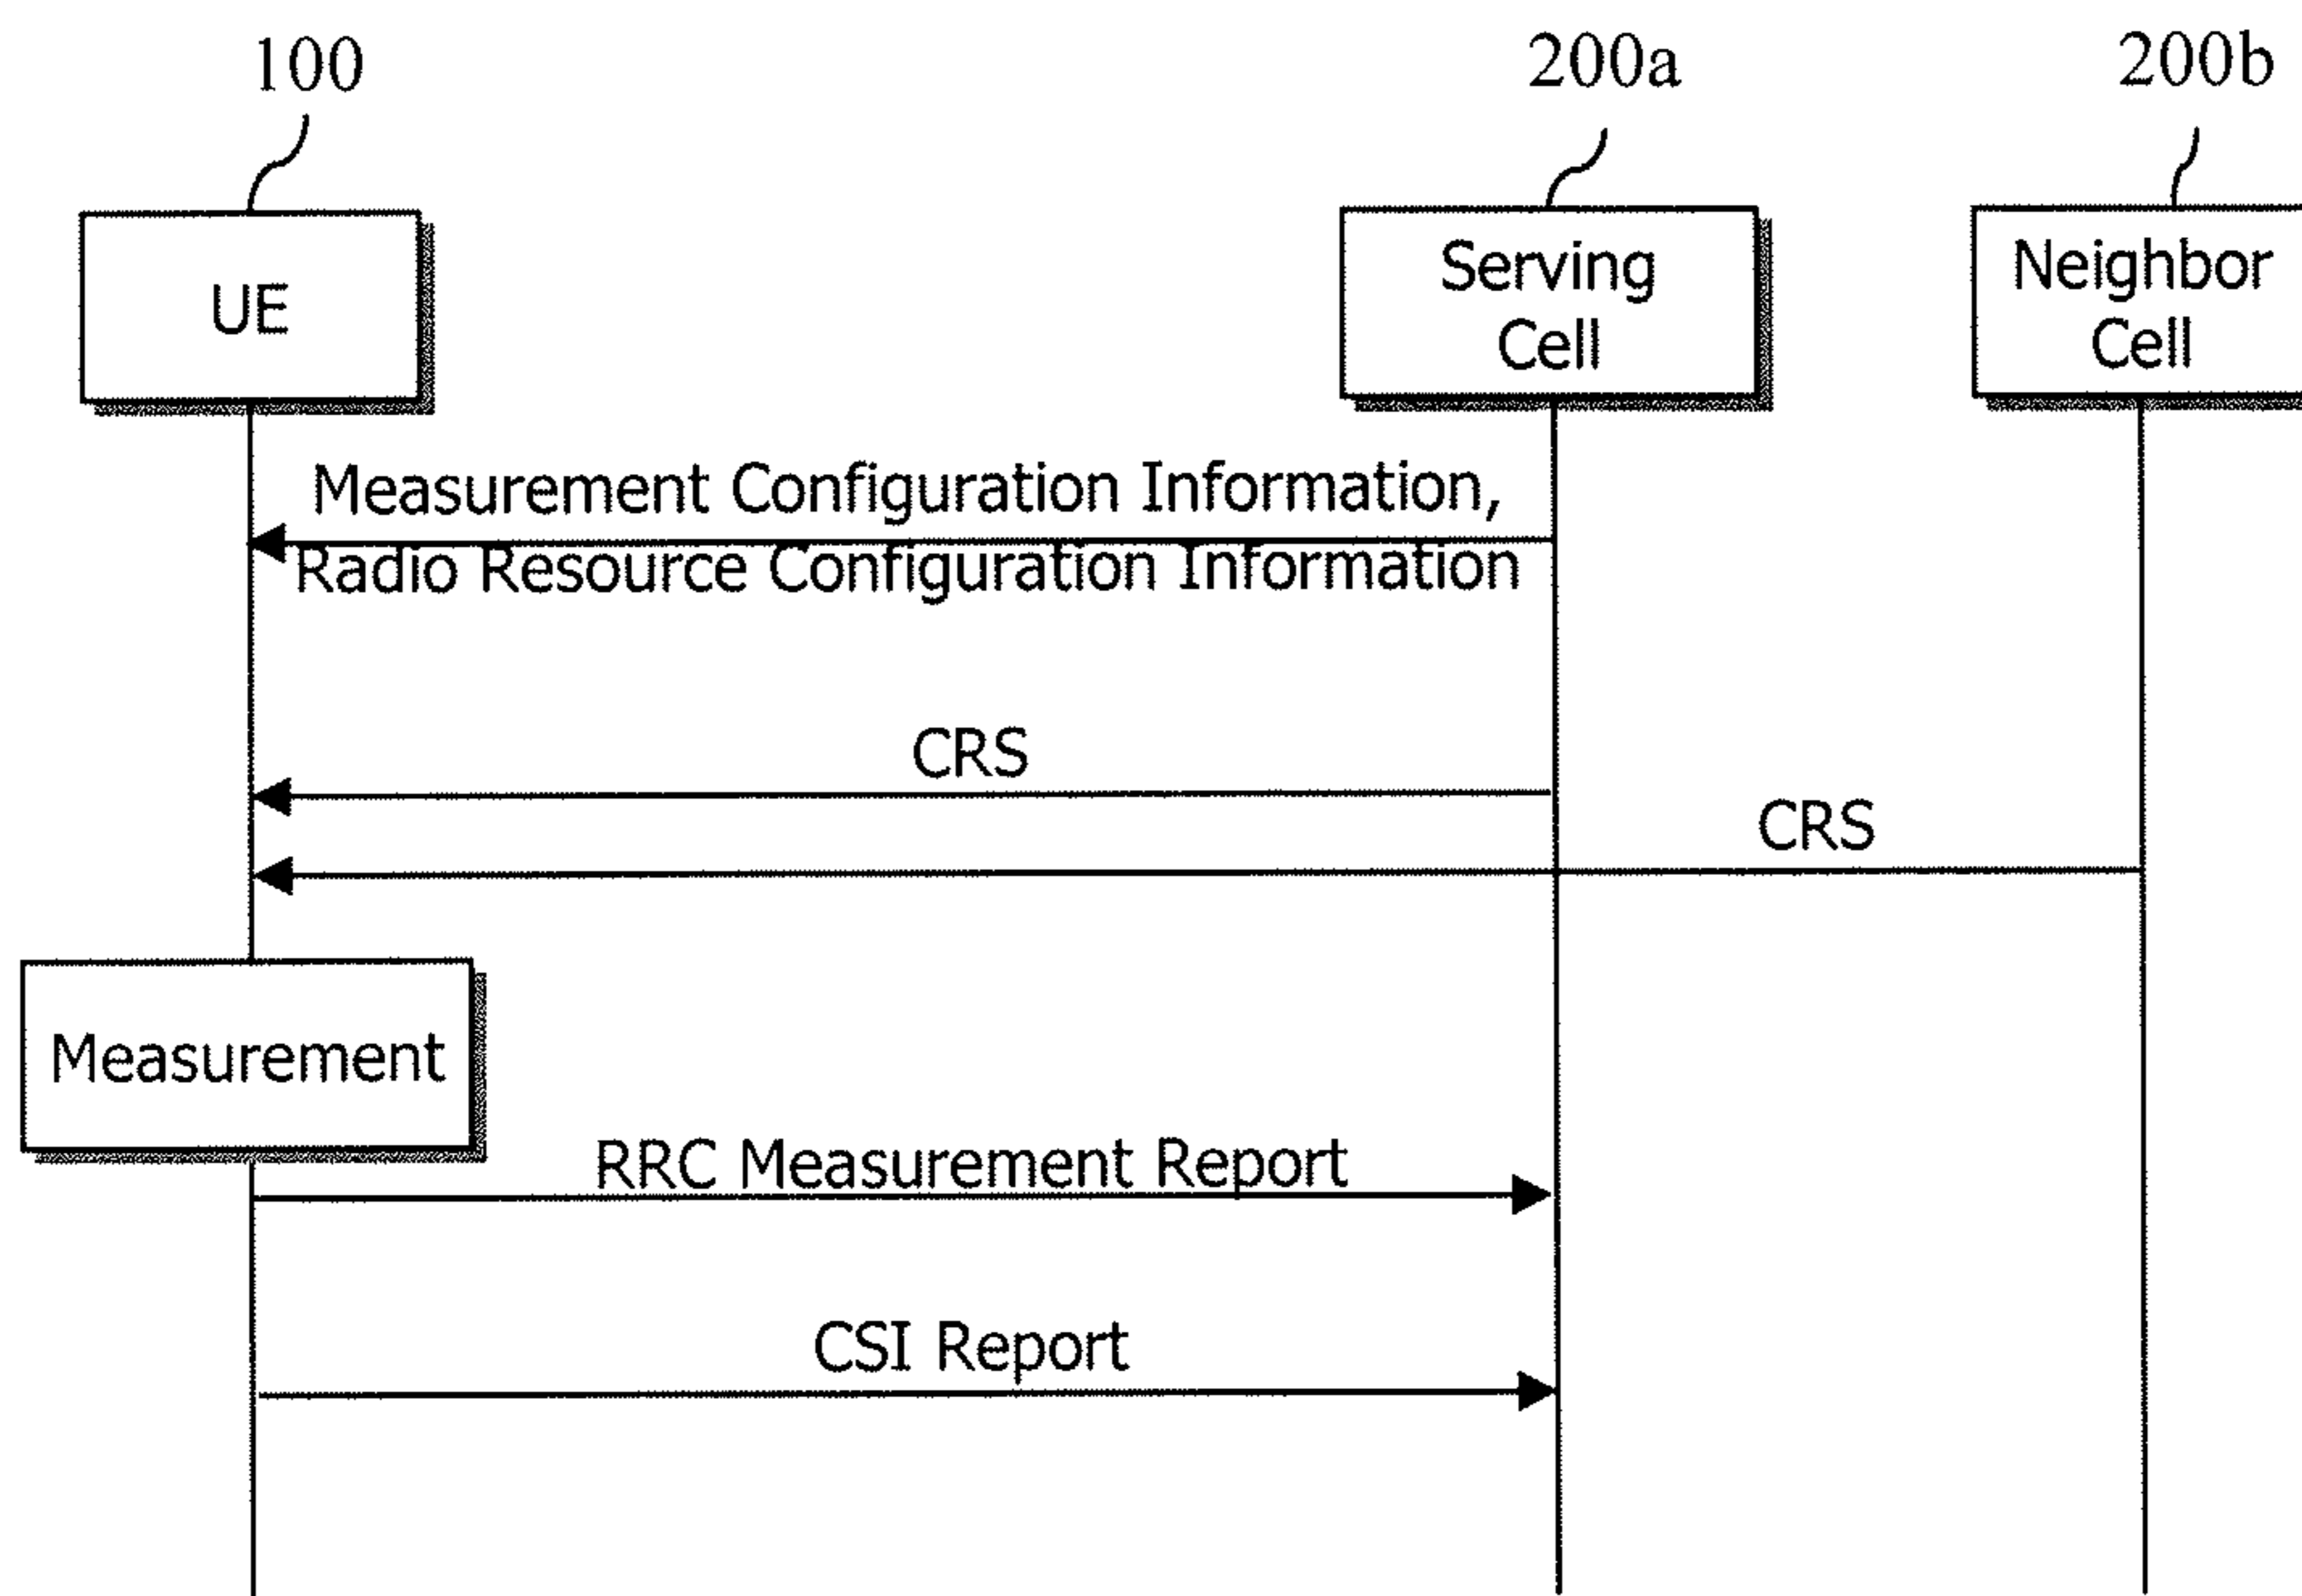 100
200a
200b
UE
Serving
Cell
Neighbor
Cell
Measurement Configuration Information,
Radio Resource Configuration Information
CRS
CRS
Measurement
RRC Measurement Report
CSI Report